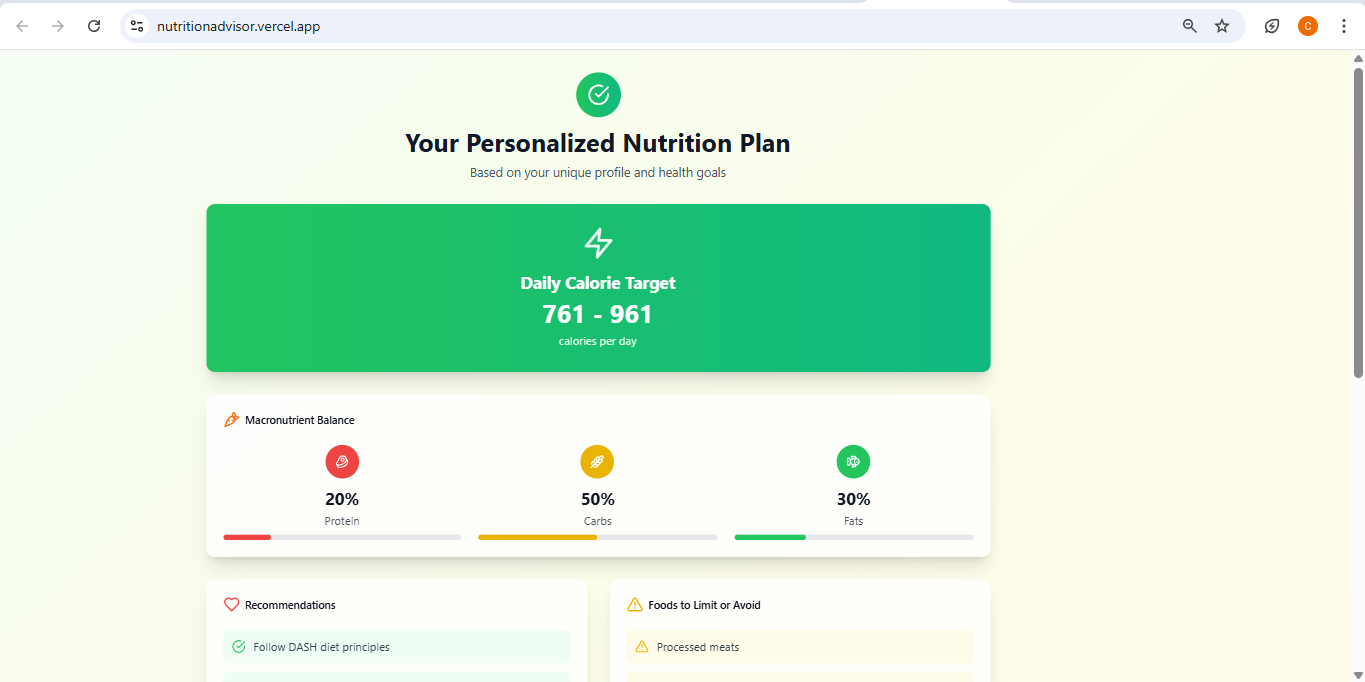 nutritionadvisor.vercel.app
C
Your Personalized Nutrition Plan
Based on your unique profile and health goals
Daily Calorie Target
761 - 961
calories per day
Macronutrient Balance
20%
Protein
50%
Carbs
30%
Fats
Recommendations
Follow DASH diet principles
Foods to Limit or Avoid
Processed meats